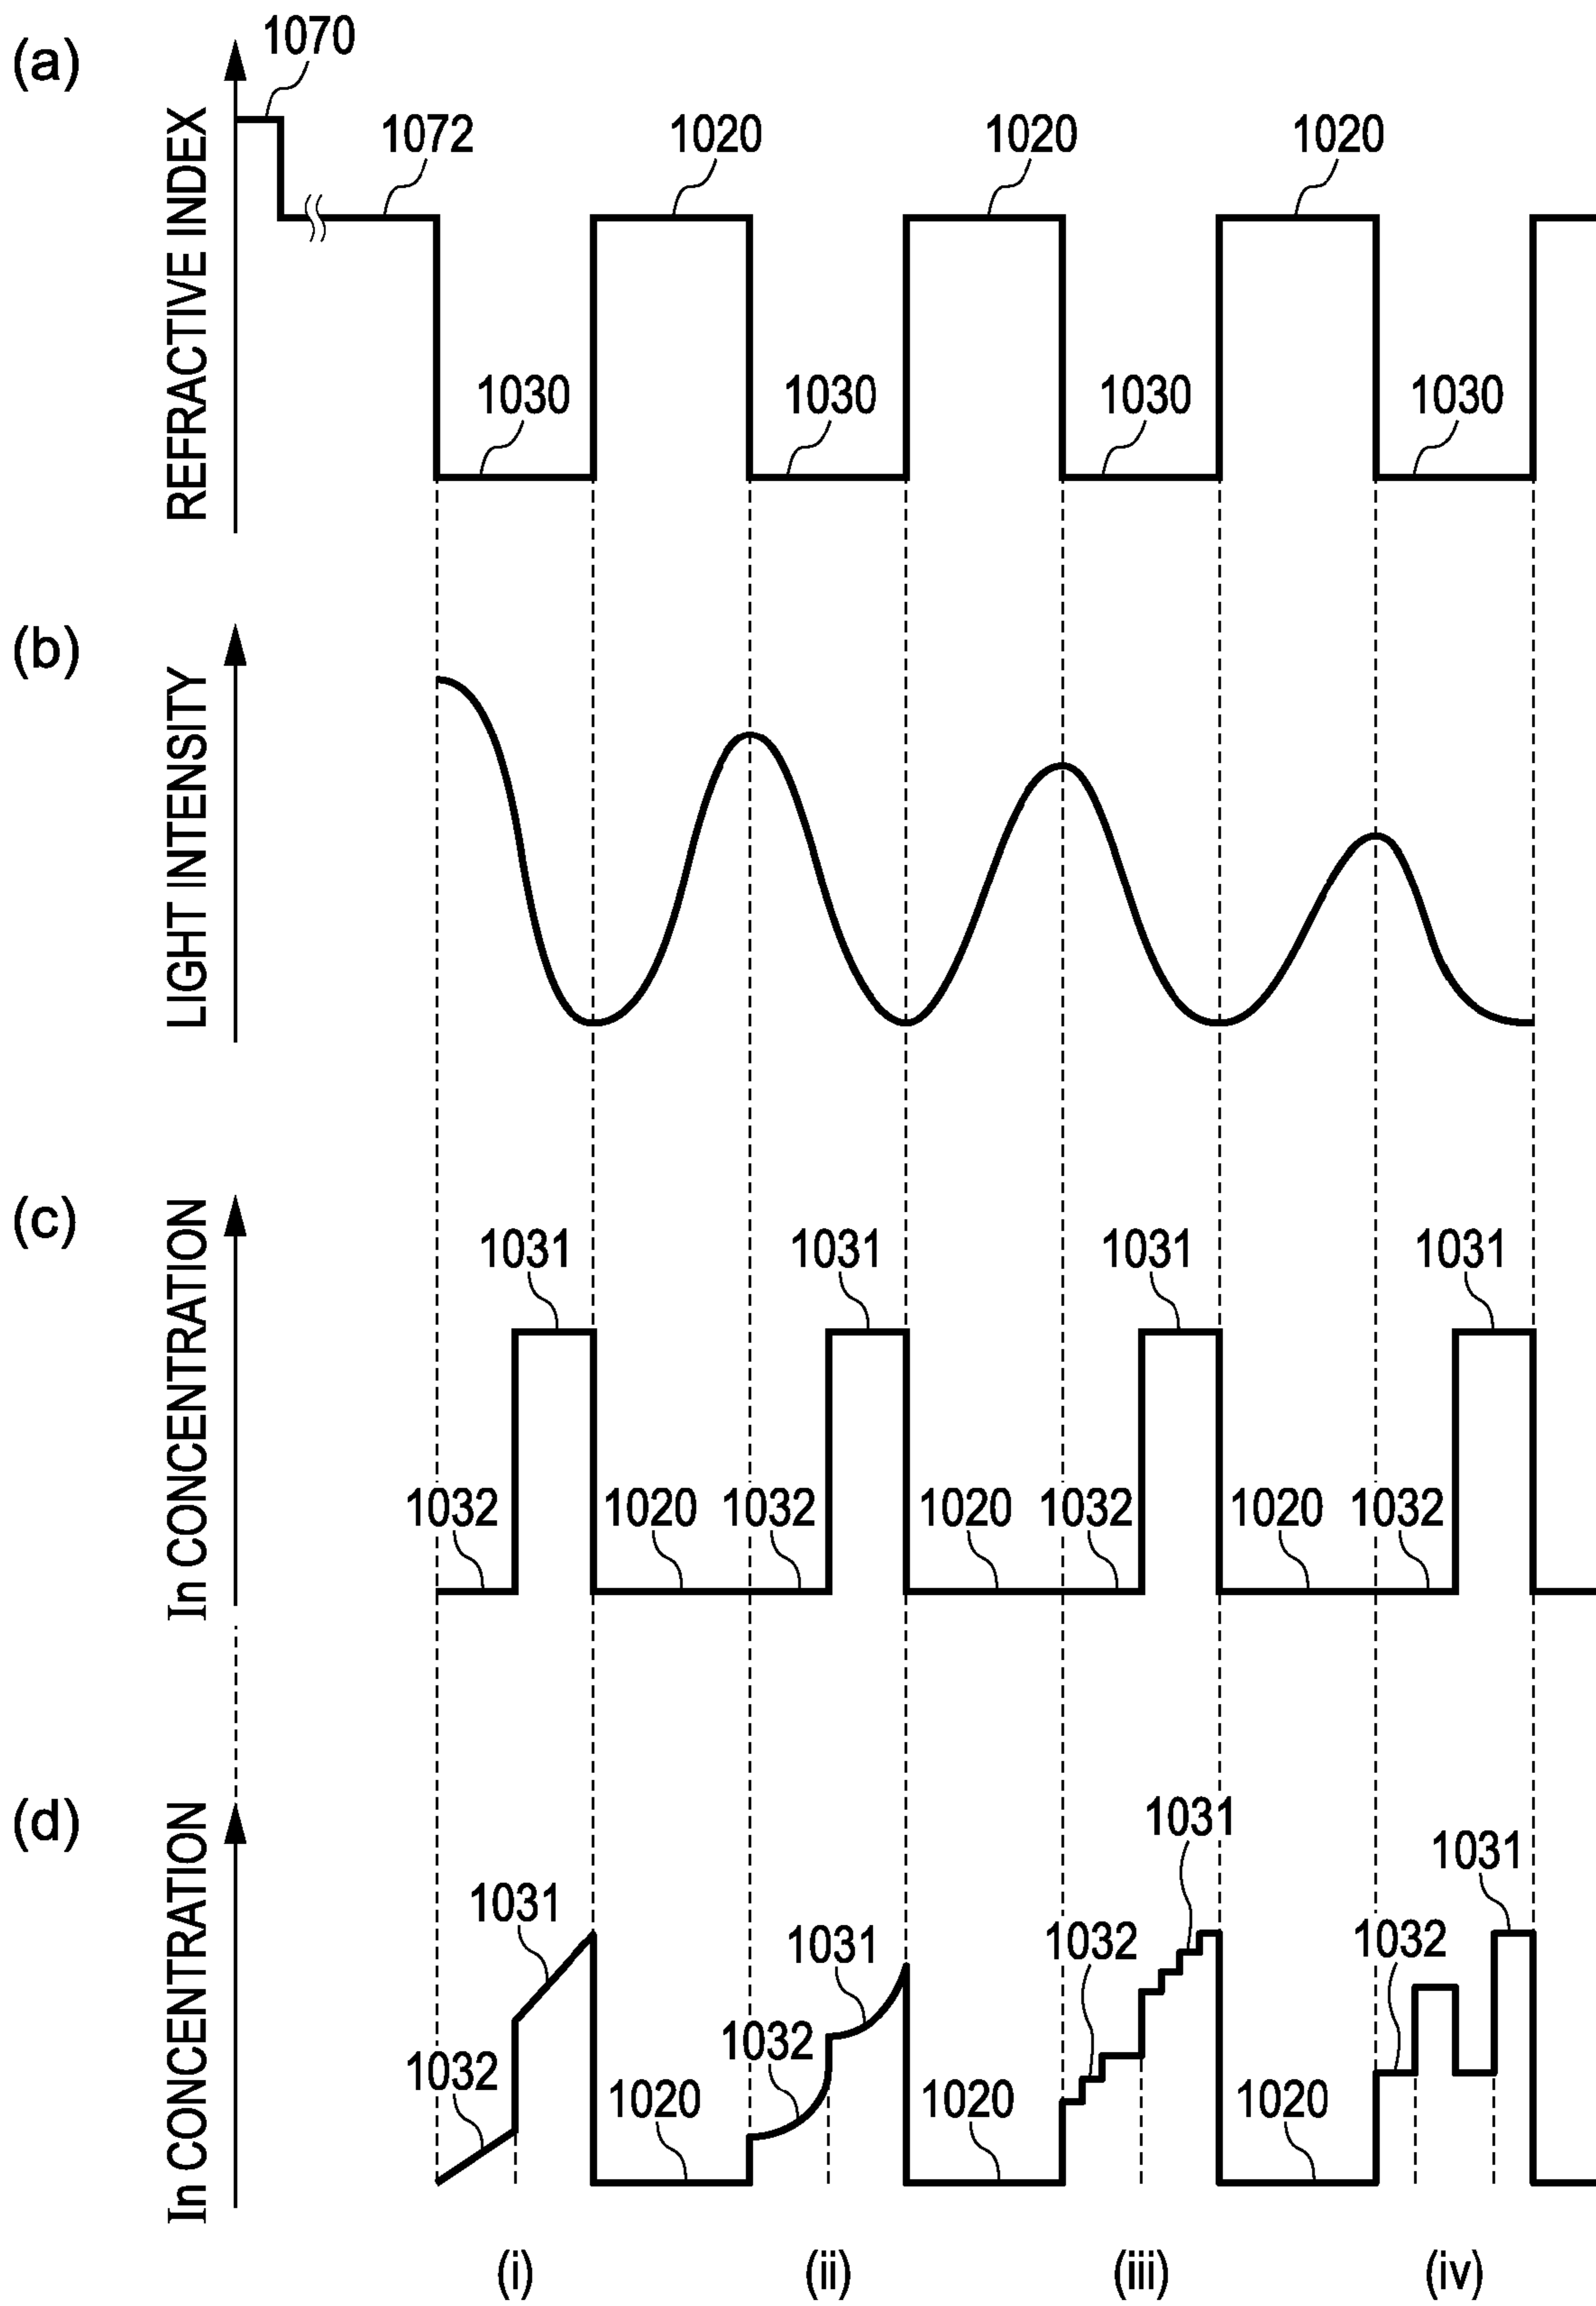 (a)
REFRACTIVE INDEX
1070
1072
1020
1020
1020
1030
1030
1030
1030
(b)
LIGHT INTENSITY
(c)
In CONCENTRATION
1031
1031
1031
1031
1032
1020
1032
1020
1032
1020
1032
(d)
In CONCENTRATION
1031
1031
1031
1031
1032
1032
1032
1032
1020
1020
1020
(i)
(ii)
(iii)
(iv)